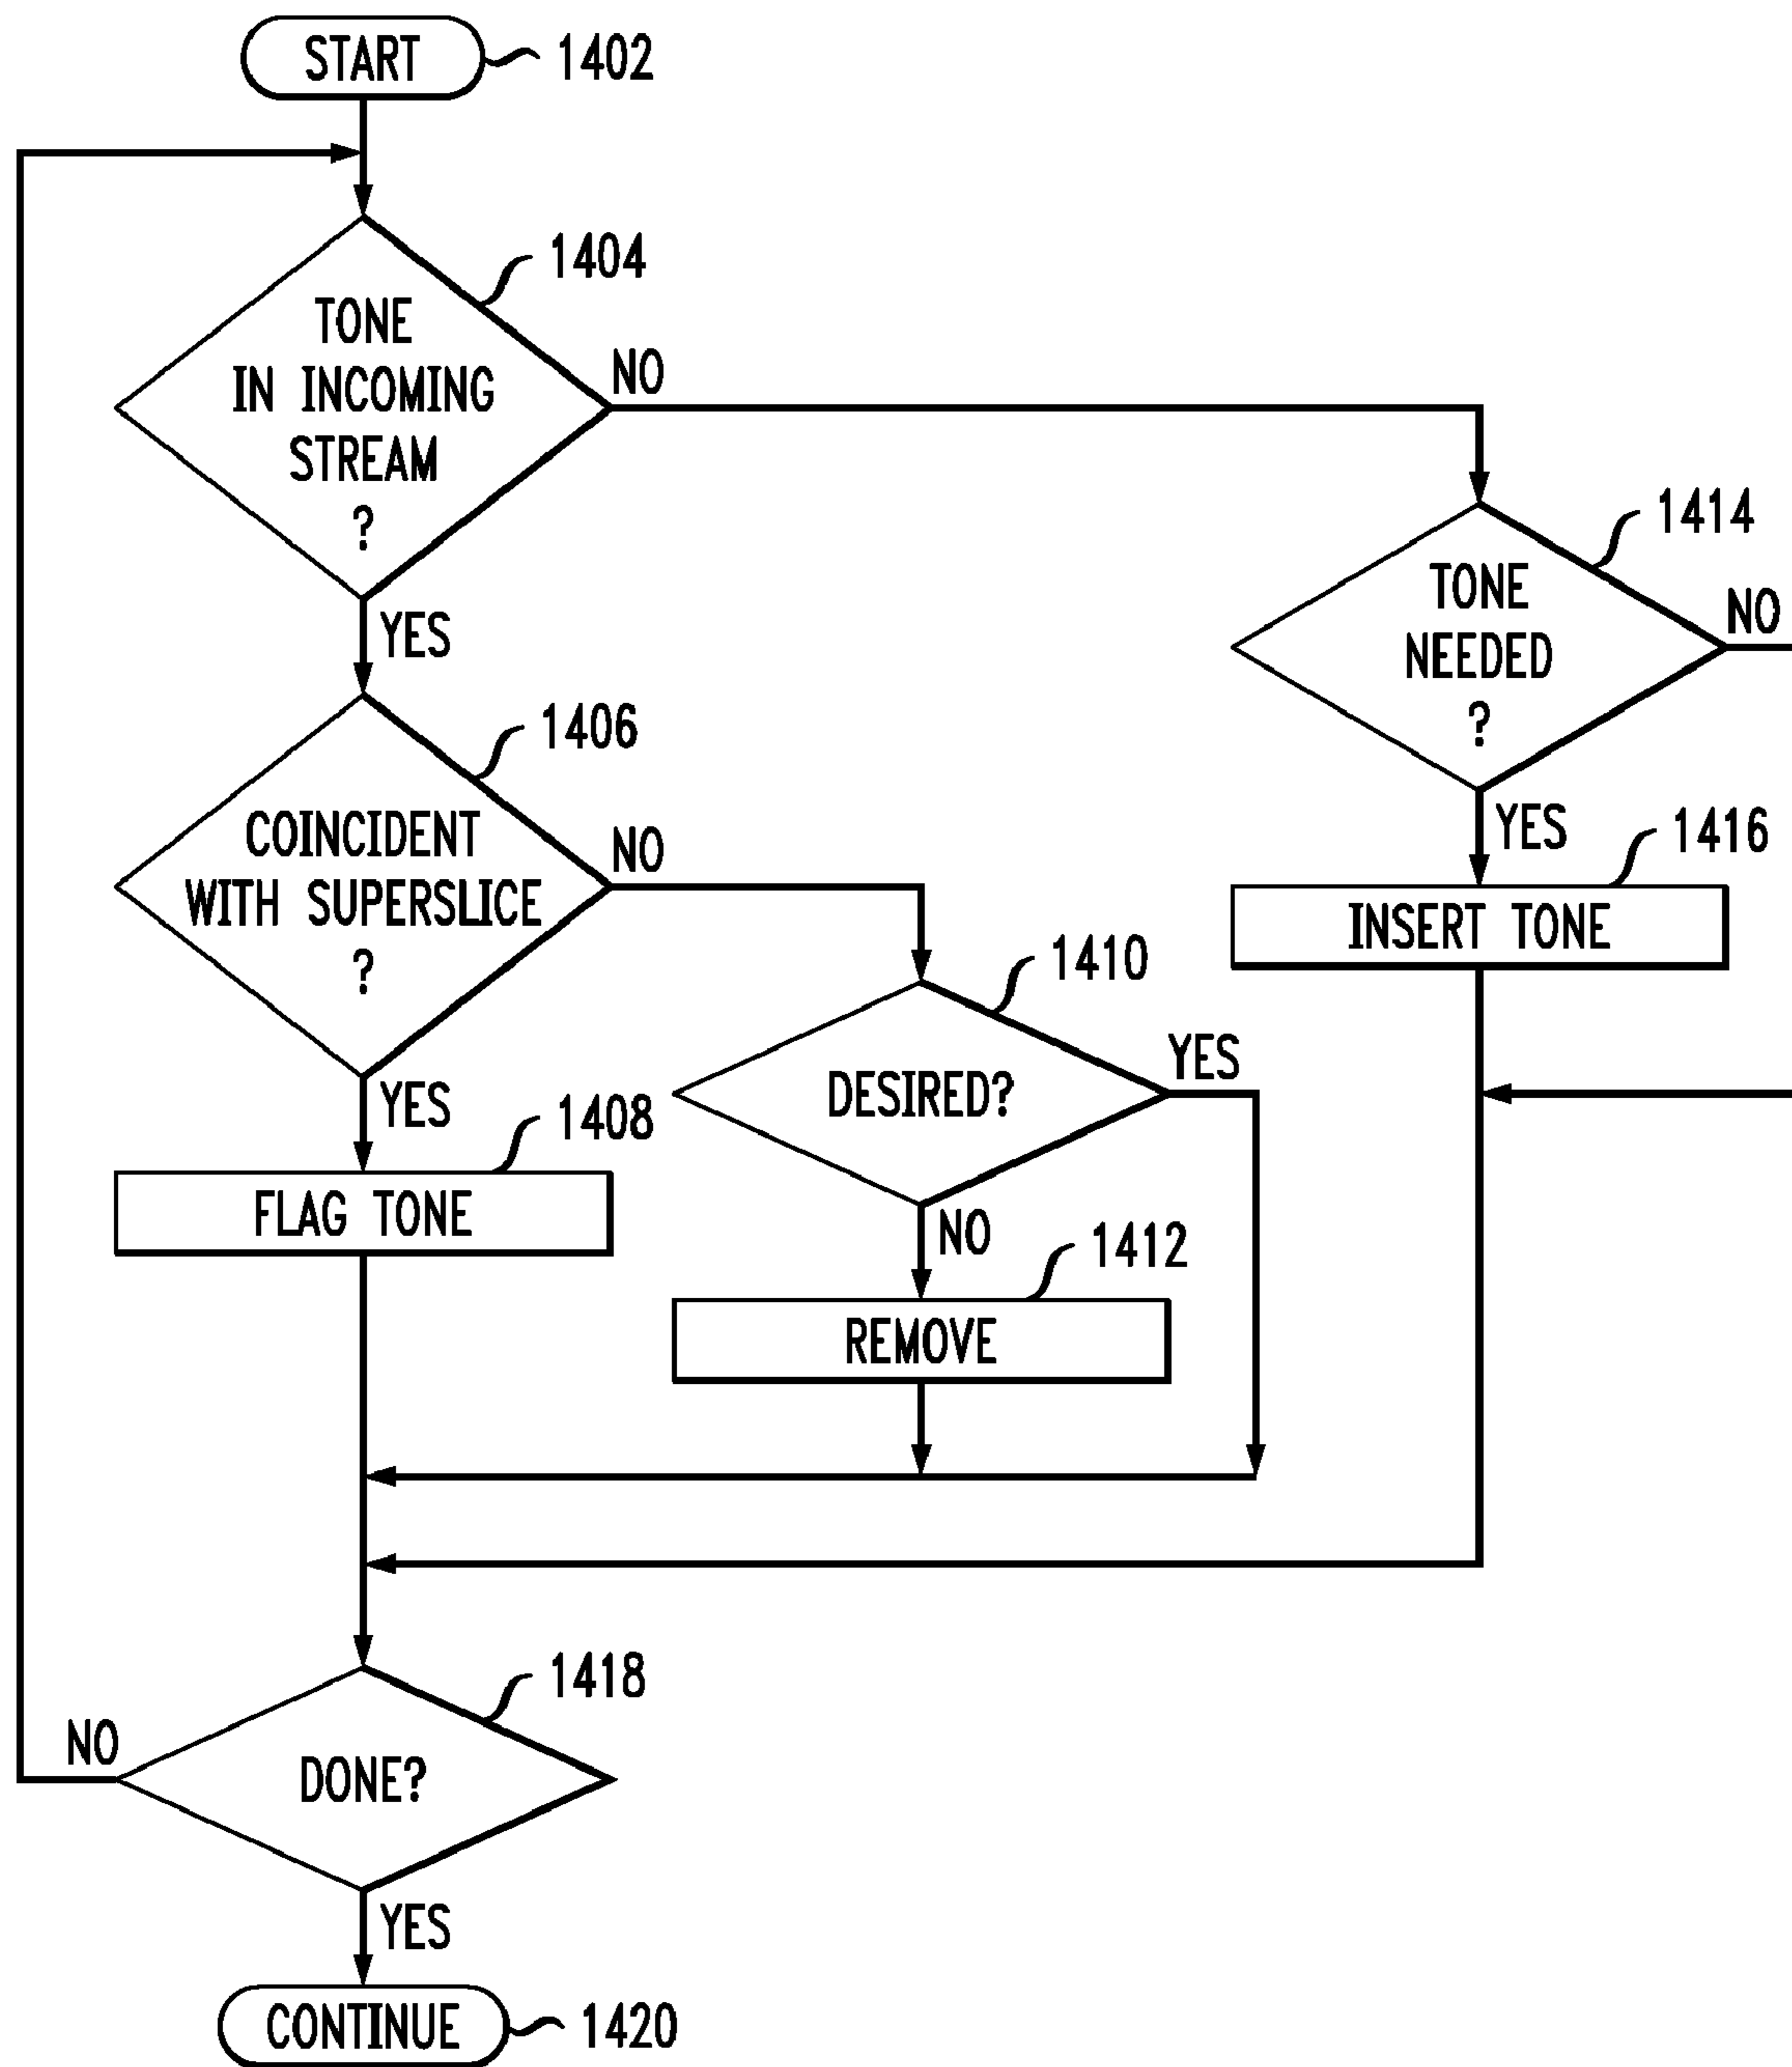 START
1402
1404
TONE
IN INCOMING
STREAM
?
NO
YES
1414
TONE
NEEDED
?
NO
YES
1416
INSERT TONE
1406
COINCIDENT
WITH SUPERSLICE
?
NO
YES
1410
DESIRED?
YES
NO
1408
FLAG TONE
1412
REMOVE
1418
DONE?
NO
YES
CONTINUE
1420